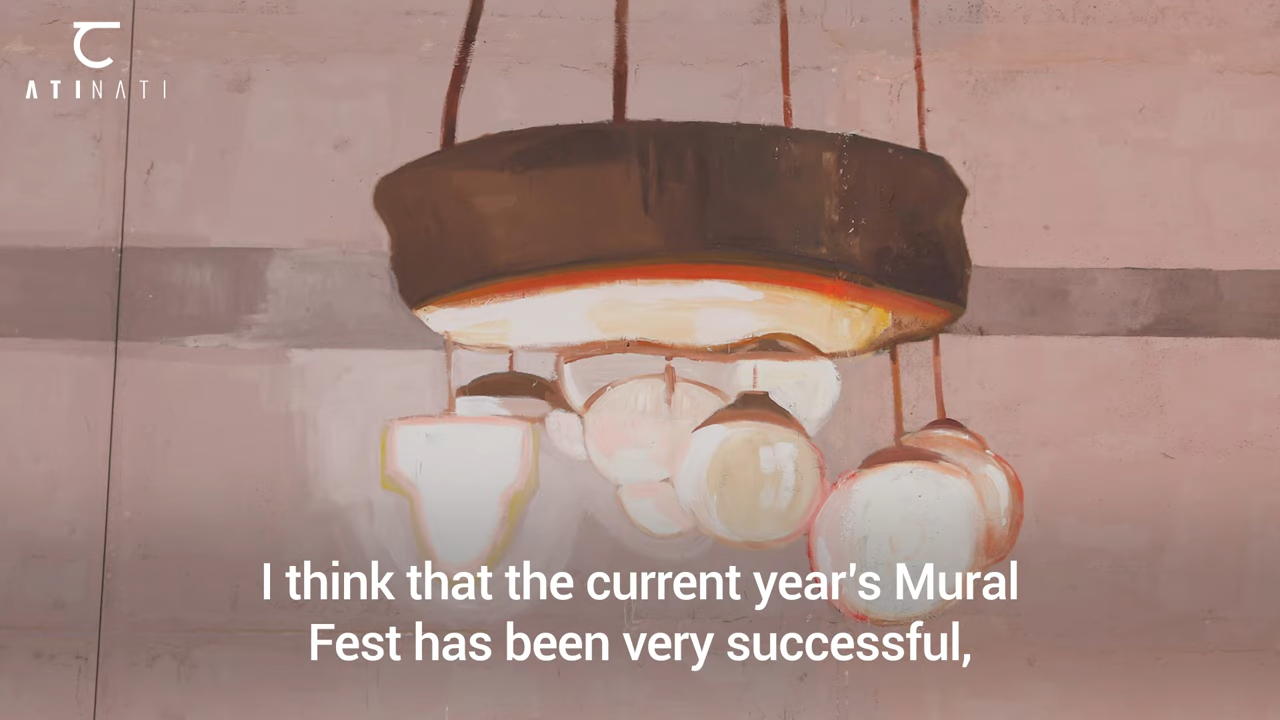 ATINATI
I think that the current year's Mural
Fest has been very successful,